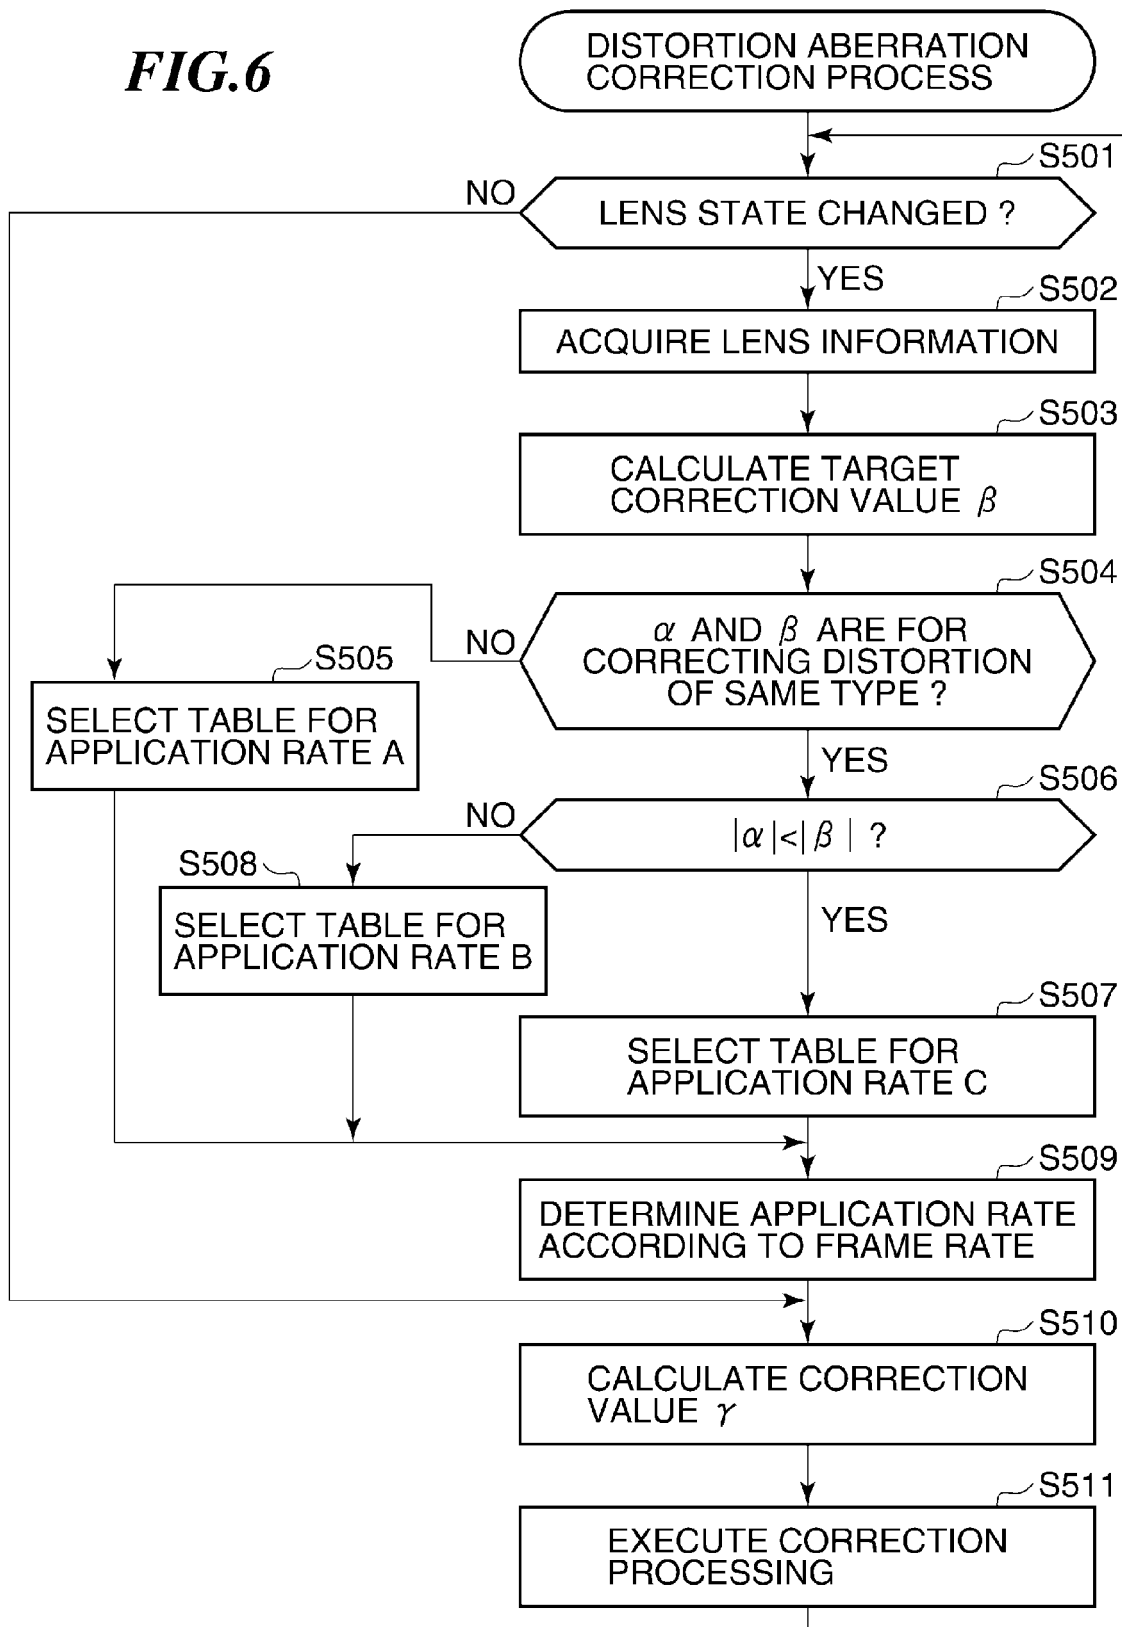 FIG.6
DISTORTION ABERRATION
CORRECTION PROCESS
S501
NO
LENS STATE CHANGED ?
YES
S502
ACQUIRE LENS INFORMATION
S503
CALCULATE TARGET
CORRECTION VALUE β
S504
NO
α AND β ARE FOR
CORRECTING DISTORTION
OF SAME TYPE ?
S505
SELECT TABLE FOR
APPLICATION RATE A
YES
S506
NO
|α|<|β| ?
S508
SELECT TABLE FOR
APPLICATION RATE B
YES
S507
SELECT TABLE FOR
APPLICATION RATE C
S509
DETERMINE APPLICATION RATE
ACCORDING TO FRAME RATE
S510
CALCULATE CORRECTION
VALUE γ
S511
EXECUTE CORRECTION
PROCESSING